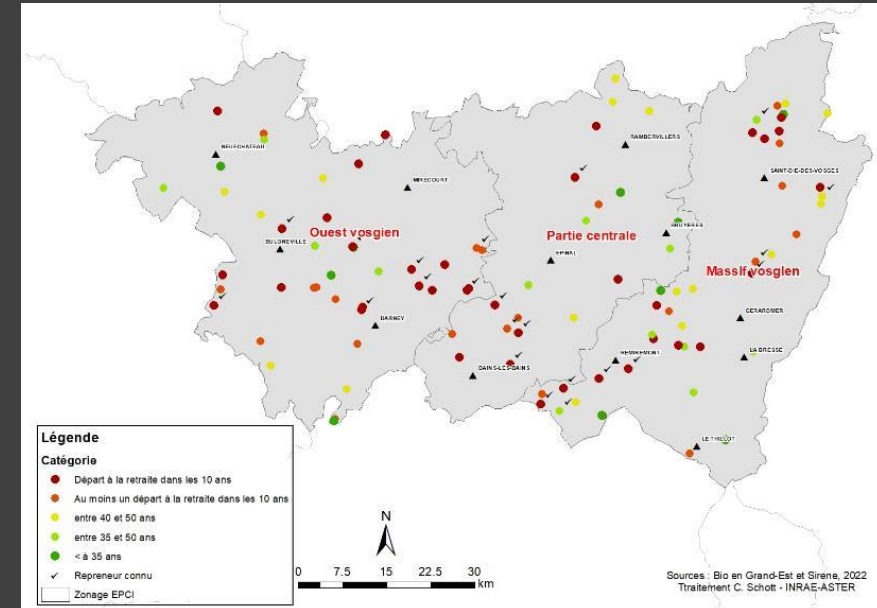 RAMBERVILLERS
NEUFCHATEAU
SAINT-DIE-DES-VOSGES
MIRECOURT
BRUYERES
Ouest vosgien
Partie centrale
BULGNEVILLE
EPINAL
Massif vosgien
GERARDMER
DARNEY
LA BRESSE
REMIREMONT
BAINS-LES-BAINS
LE THILLOT
Légende
Catégorie
Départ à la retraite dans les 10 ans
Au moins un départ à la retraite dans les 10 ans
entre 40 et 50 ans
entre 35 et 50 ans
< à 35 ans
Repreneur connu
Zonage EPCI
N
0 7.5 15 22.5 30
km
Sources : Bio en Grand-Est et Sirene, 2022
Ttraitement C. Schott - INRAE-ASTER